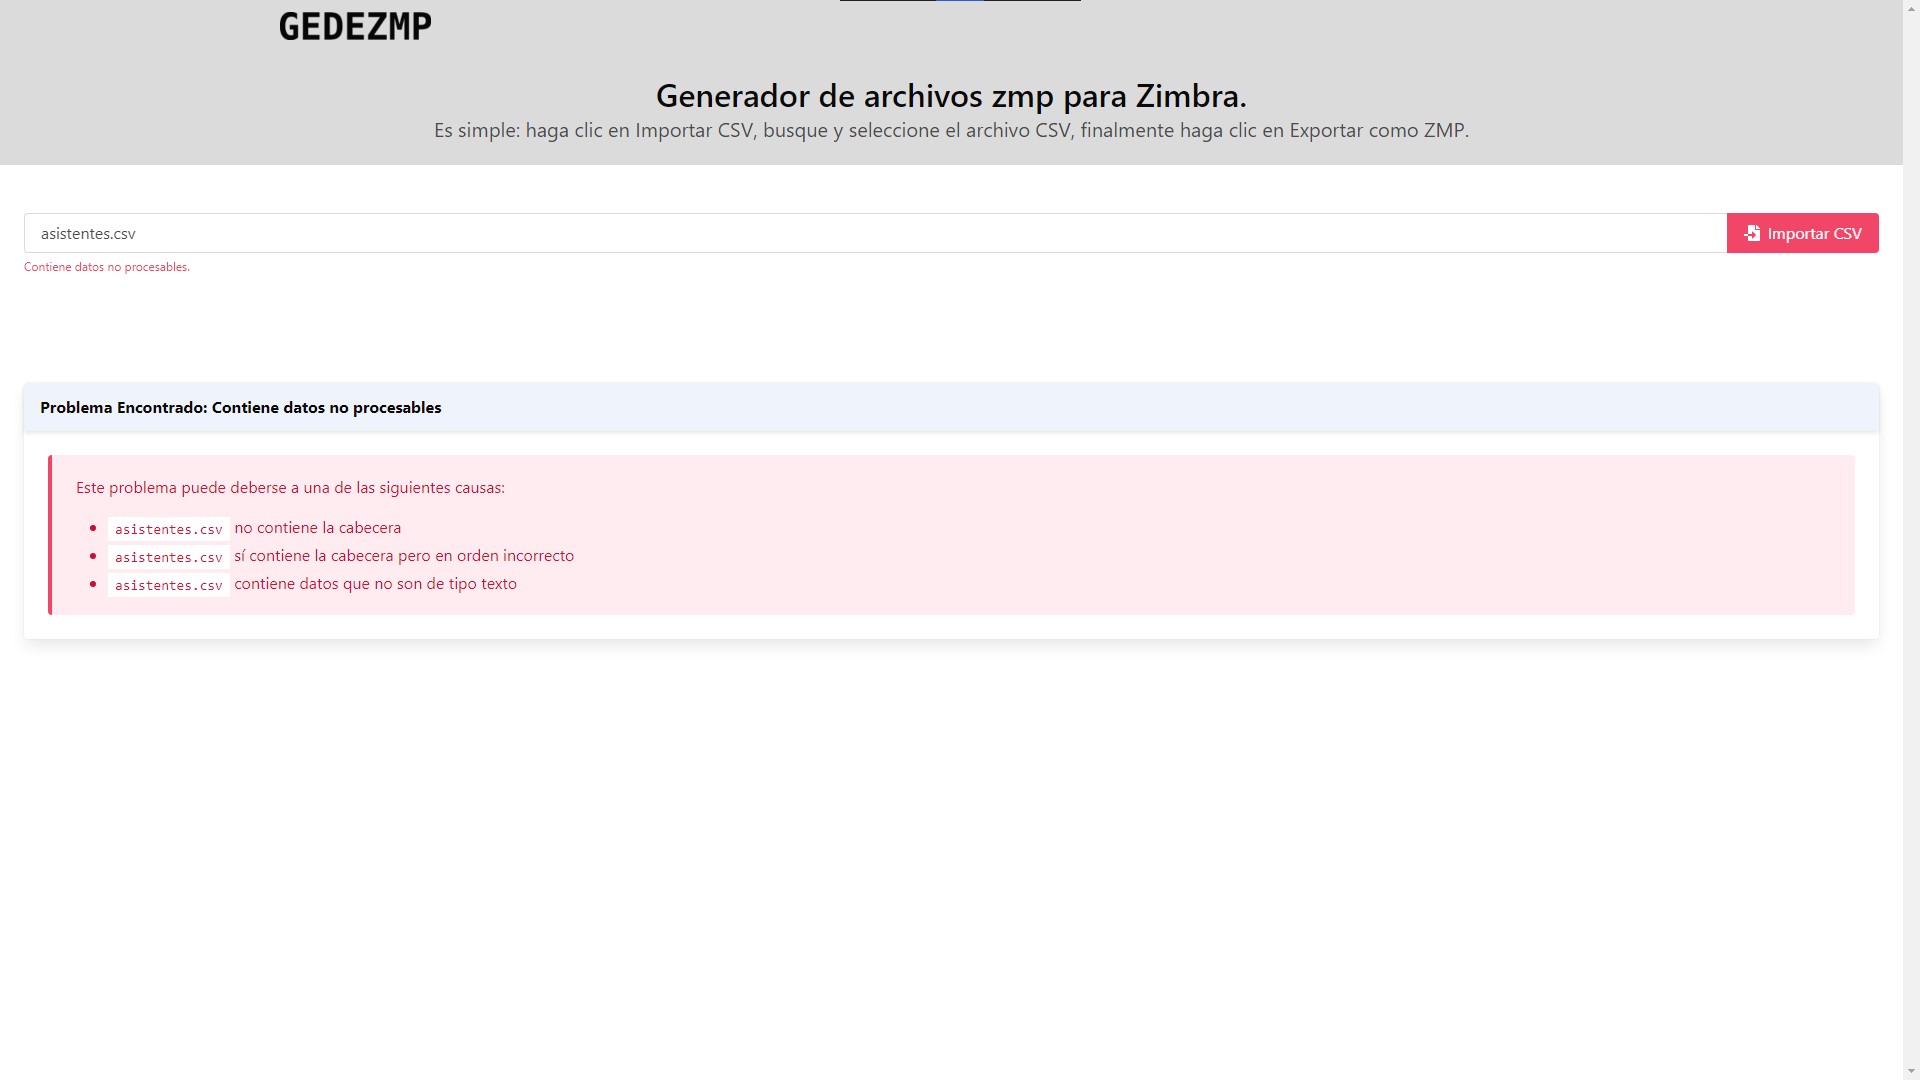 GEDEZMP
Generador de archivos zmp para Zimbra.
Es simple: haga clic en Importar CSV, busque y seleccione el archivo CSV, finalmente haga clic en Exportar como ZMP.
asistentes.csv
Importar CSV
Contiene datos no procesables.
Problema Encontrado: Contiene datos no procesables
Este problema puede deberse a una de las siguientes causas:
asistentes.csv no contiene la cabecera
asistentes.csv sí contiene la cabecera pero en orden incorrecto
asistentes.csv contiene datos que no son de tipo texto